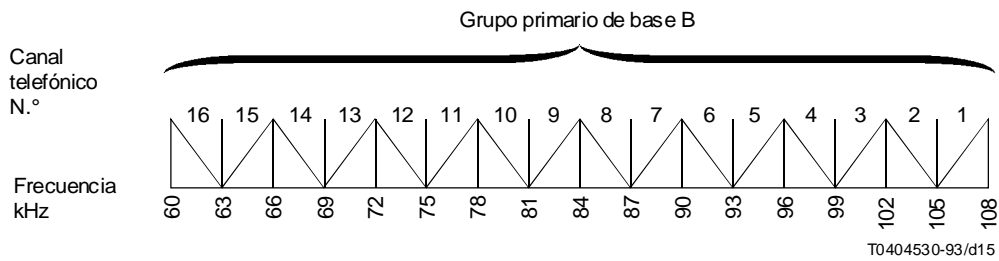 Grupo primario de base B
Canal
telefónico
N.°
16 15 14 13 12 11 10 9 8 7 6 5 4 3 2 1
Frecuencia
kHz
60 63 66 69 72 75 78 81 84 87 90 93 96 99 102 105 108
T0404530-93/d15